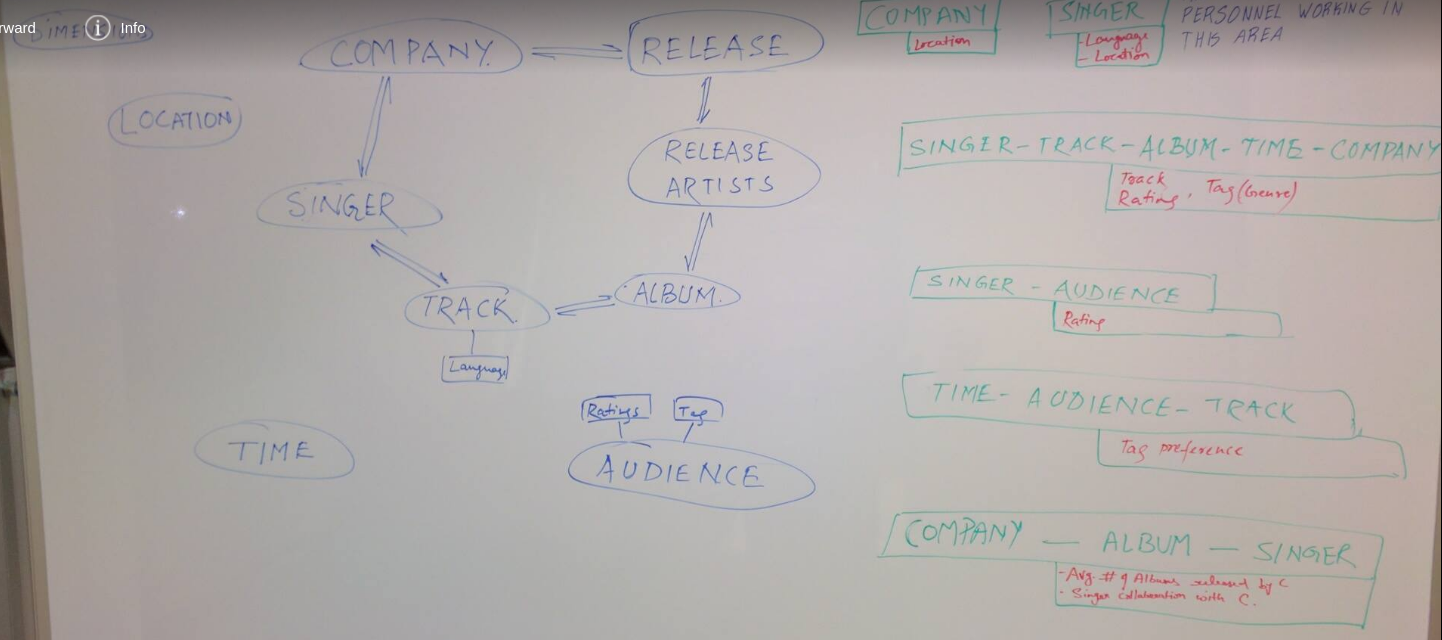 rward
Info
DIMENSIONS
COMPANY
RELEASE
LOCATION
RELEASE
ARTISTS
SINGER
TRACK
ALBUM
Language
Ratings
Tag
TIME
AUDIENCE
COMPANY
Location
SINGER
- Language
- Location
PERSONNEL WORKING IN
THIS AREA
SINGER - TRACK - ALBUM - TIME - COMPANY
Track
Rating, Tag (Genre)
SINGER - AUDIENCE
Rating
TIME - AUDIENCE - TRACK
Tag preference
COMPANY — ALBUM — SINGER
- Avg. # of Albums released by C
- Singer collaboration with C.